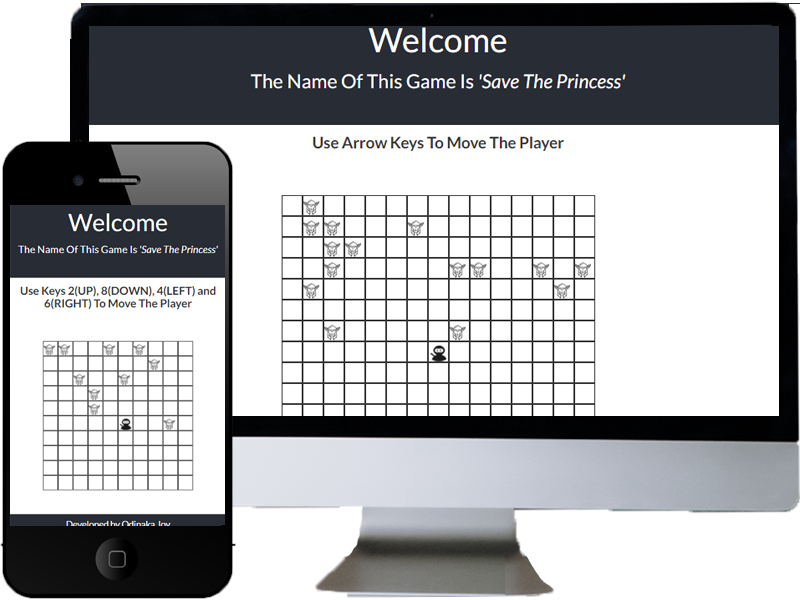 Welcome
The Name Of This Game Is 'Save The Princess'
Use Arrow Keys To Move The Player
Welcome
The Name Of This Game Is 'Save The Princess'
Use Keys 2(UP), 8(DOWN), 4(LEFT) and
6(RIGHT) To Move The Player
Developed by Odinaka Joy